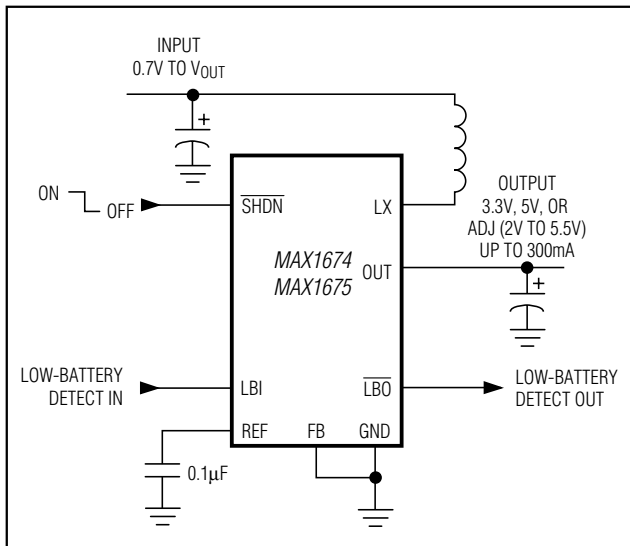 INPUT
0.7V TO VOUT
+
ON
OFF
SHDN
LX
OUTPUT
3.3V, 5V, OR
ADJ (2V TO 5.5V)
UP TO 300mA
MAX1674
MAX1675
OUT
+
LOW-BATTERY
DETECT IN
LBI
LBO
LOW-BATTERY
DETECT OUT
REF
FB
GND
0.1µF